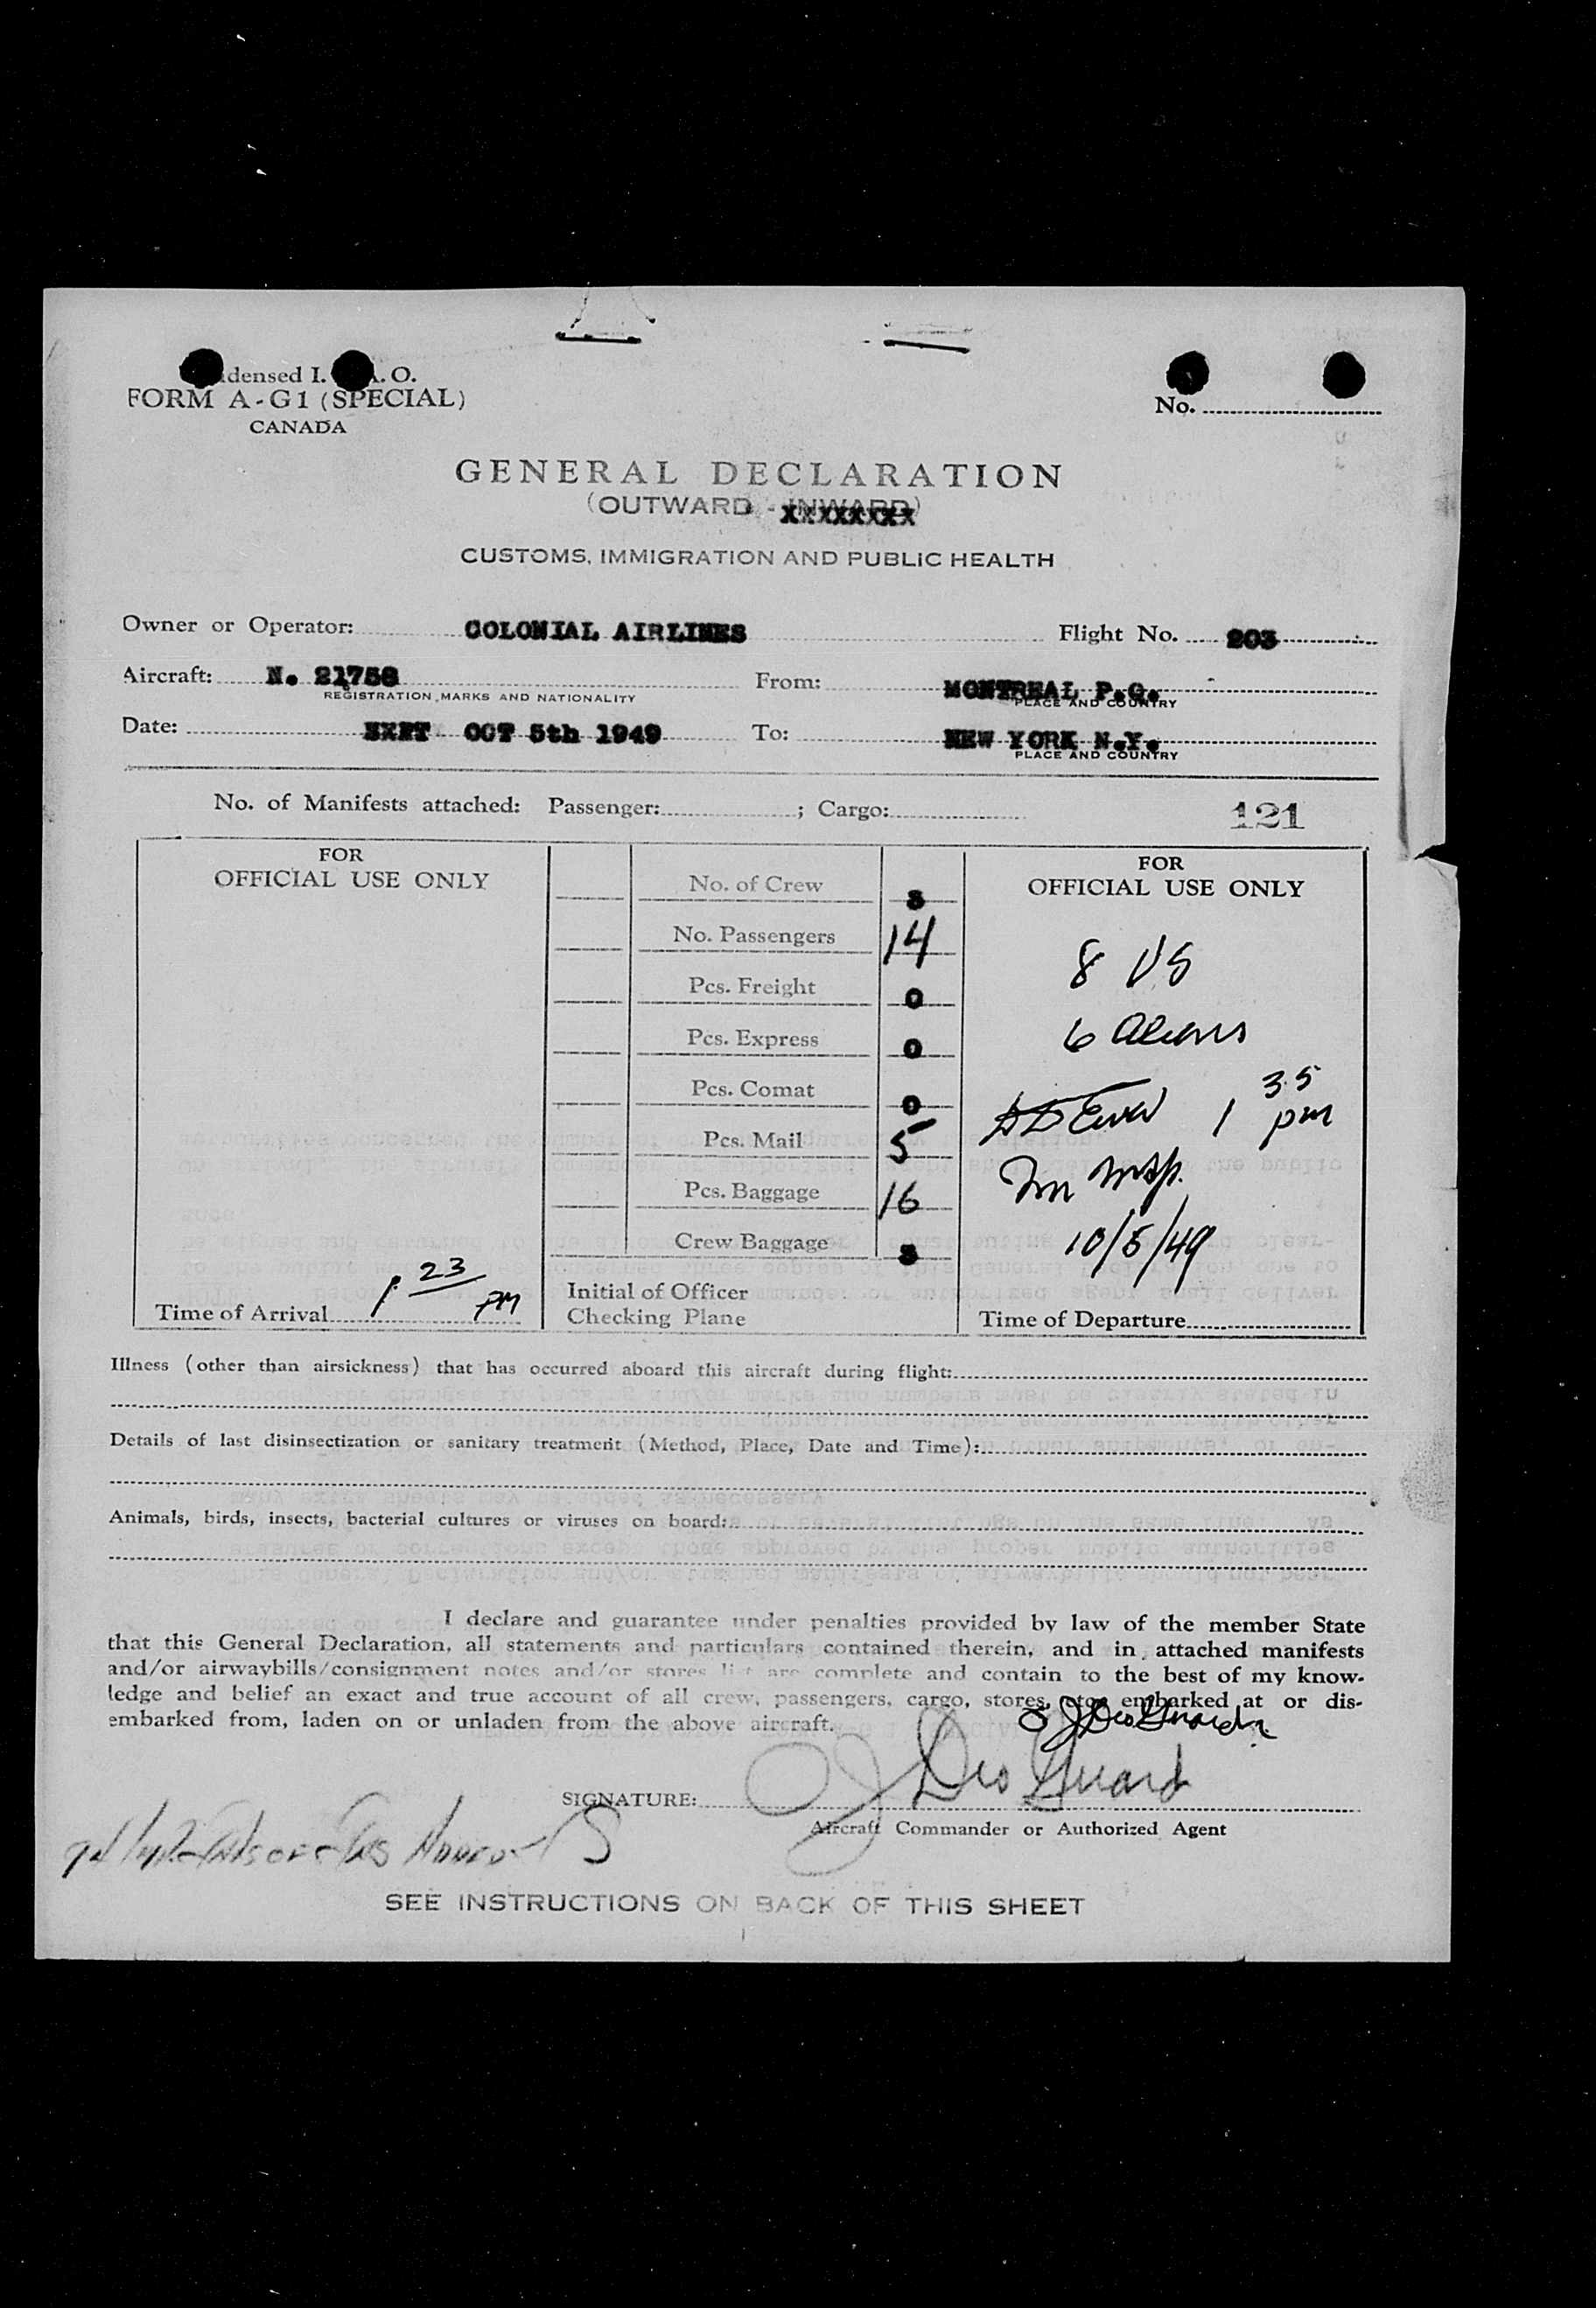 densed I. A. O.
FORM A-G1 (SPECIAL)
CANADA
No.
GENERAL DECLARATION
(OUTWARD - INWARD)
CUSTOMS, IMMIGRATION AND PUBLIC HEALTH
Owner or Operator: COLONIAL AIRLINES Flight No. 203
Aircraft: N. 21758 From: MONTREAL P.Q.
REGISTRATION MARKS AND NATIONALITY PLACE AND COUNTRY
Date: OCT 5th 1949 To: NEW YORK N.Y.
PLACE AND COUNTRY
No. of Manifests attached: Passenger: ; Cargo: 121
FOR
OFFICIAL USE ONLY
Time of Arrival 1:23 PM
No. of Crew 3
No. Passengers 14
Pcs. Freight 0
Pcs. Express 0
Pcs. Comat 0
Pcs. Mail 5
Pcs. Baggage 16
Crew Baggage 3
Initial of Officer
Checking Plane
FOR
OFFICIAL USE ONLY
8 US
6 aliens
1 35 pm
Im Insp.
10/5/49
Time of Departure
Illness (other than airsickness) that has occurred aboard this aircraft during flight:
Details of last disinsectization or sanitary treatment (Method, Place, Date and Time):
Animals, birds, insects, bacterial cultures or viruses on board:
I declare and guarantee under penalties provided by law of the member State
that this General Declaration, all statements and particulars contained therein, and in attached manifests
and/or airwaybills/consignment notes and/or stores list are complete and contain to the best of my know-
ledge and belief an exact and true account of all crew, passengers, cargo, stores, etc. embarked at or dis-
embarked from, laden on or unladen from the above aircraft.
SIGNATURE:
Aircraft Commander or Authorized Agent
SEE INSTRUCTIONS ON BACK OF THIS SHEET